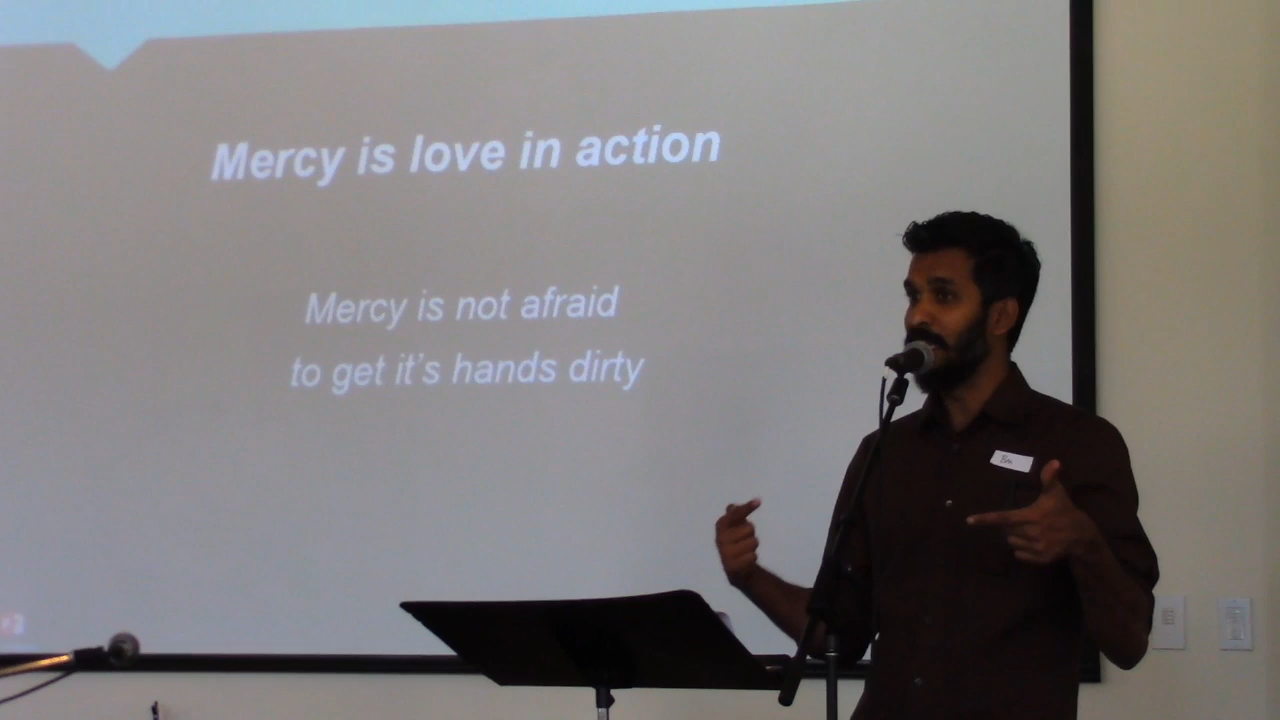 Mercy is love in action
Mercy is not afraid
to get it's hands dirty